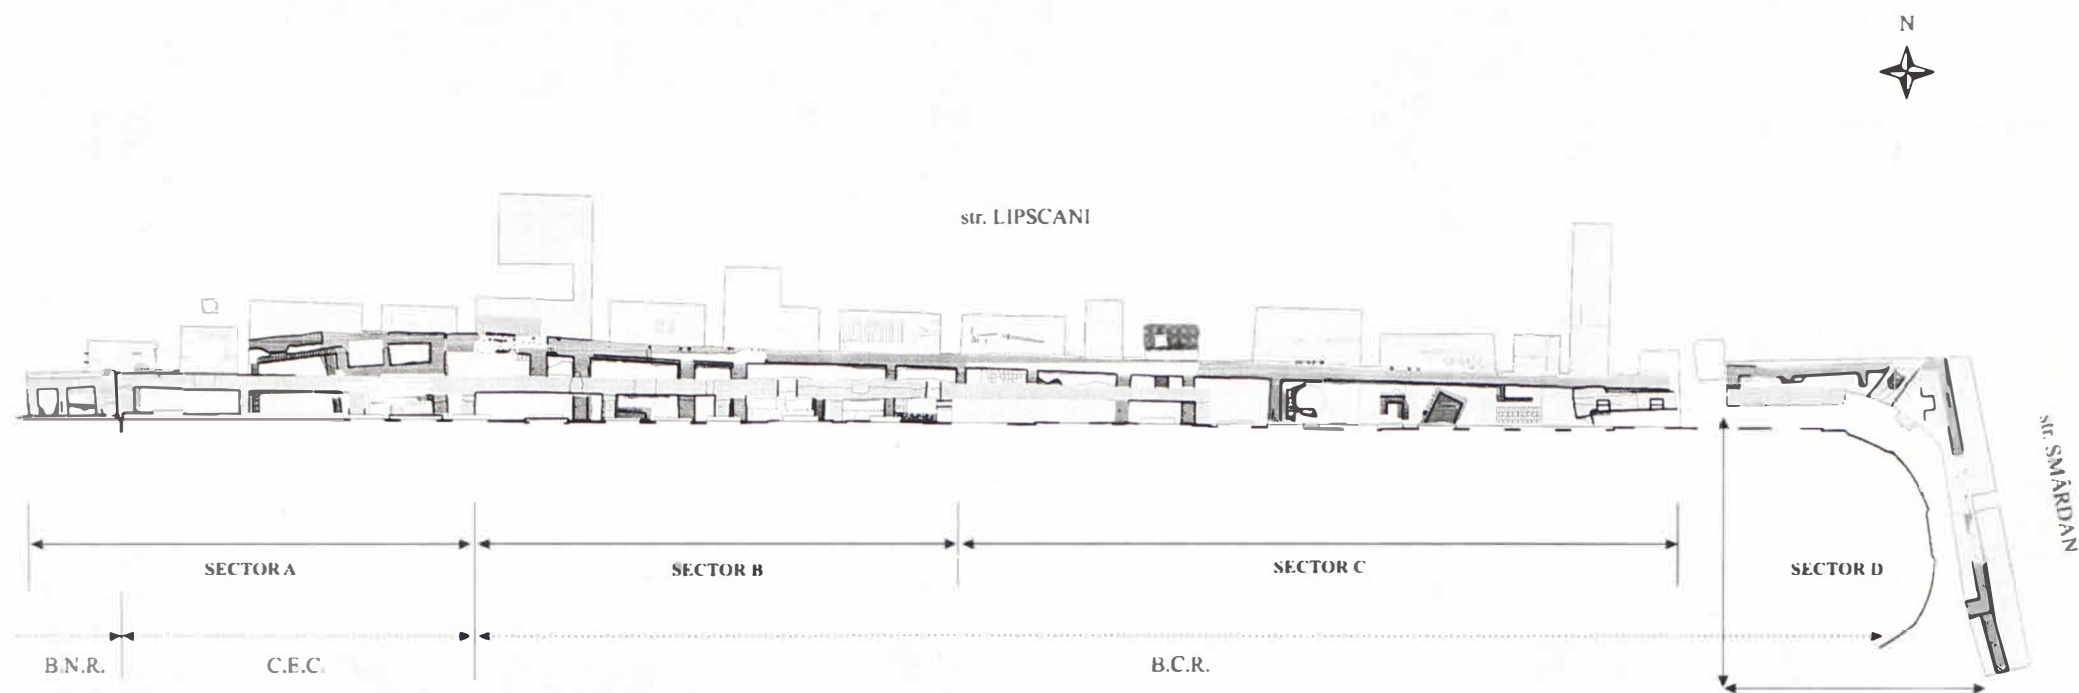 N
str. LIPSCANI
str. SMÂRDAN
SECTOR A
SECTOR B
SECTOR C
SECTOR D
B.N.R.
C.E.C.
B.C.R.